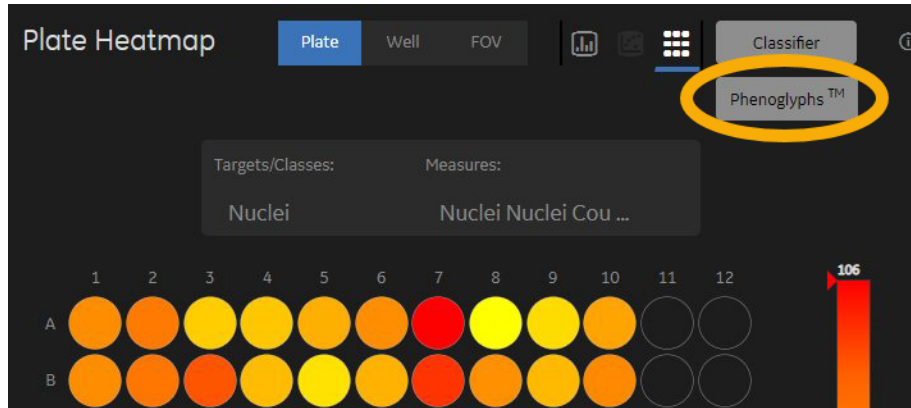 Plate Heatmap
Plate Well FOV
Classifier
Phenoglyphs ™
Targets/Classes: Measures:
Nuclei Nuclei Nuclei Cou ...
1 2 3 4 5 6 7 8 9 10 11 12
106
A
B